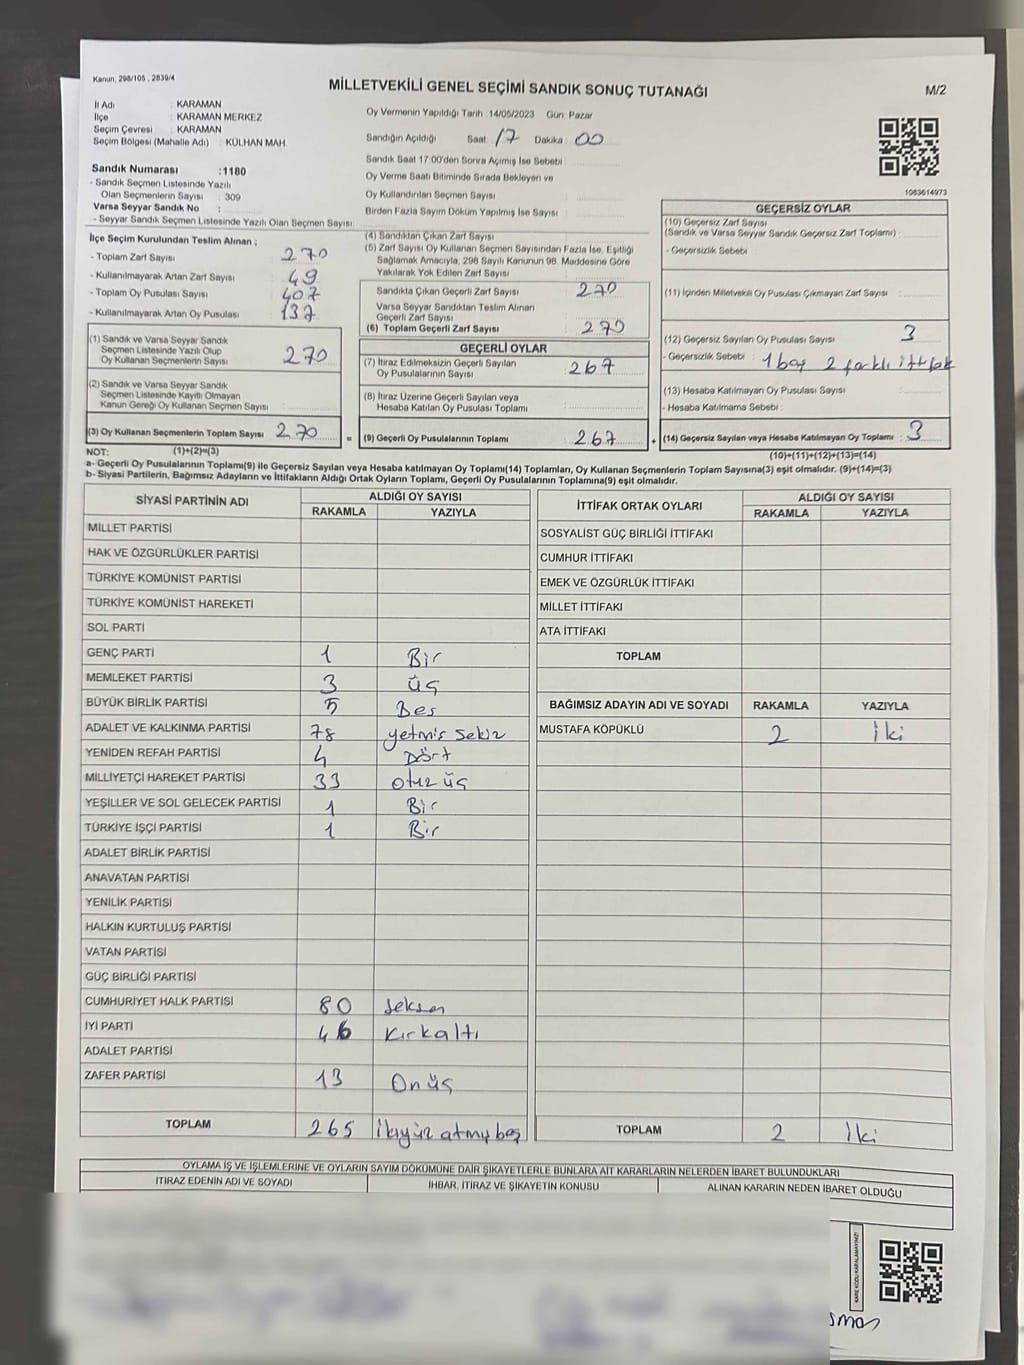 Kanun, 298/105 , 2839/4
MİLLETVEKİLİ GENEL SEÇİMİ SANDIK SONUÇ TUTANAĞI
M/2
İl Adı : KARAMAN
İlçe : KARAMAN MERKEZ
Seçim Çevresi : KARAMAN
Seçim Bölgesi (Mahalle Adı) : KÜLHAN MAH.
Sandık Numarası :1180
- Sandık Seçmen Listesinde Yazılı
Olan Seçmenlerin Sayısı : 309
Varsa Seyyar Sandık No :
- Seyyar Sandık Seçmen Listesinde Yazılı Olan Seçmen Sayısı :
Oy Vermenin Yapıldığı Tarih : 14/05/2023 Gün : Pazar
Sandığın Açıldığı Saat : 17 Dakika : 00
Sandık Saat 17:00'den Sonra Açımış İse Sebebi :
Oy Verme Saati Bitiminde Sırada Bekleyen ve
Oy Kullandırılan Seçmen Sayısı :
Birden Fazla Sayım Döküm Yapılmış İse Sayısı :
1083614973
İlçe Seçim Kurulundan Teslim Alınan ;
- Toplam Zarf Sayısı : 270
- Kullanılmayarak Artan Zarf Sayısı : 49
- Toplam Oy Pusulası Sayısı : 407
- Kullanılmayarak Artan Oy Pusulası : 137
(1) Sandık ve Varsa Seyyar Sandık
Seçmen Listesinde Yazılı Olup
Oy Kullanan Seçmenlerin Sayısı : 270
(2) Sandık ve Varsa Seyyar Sandık
Seçmen Listesinde Kayıtlı Olmayan
Kanun Gereği Oy Kullanan Seçmen Sayısı :
(3) Oy Kullanan Seçmenlerin Toplam Sayısı : 270
(1)+(2)=(3)
(4) Sandıktan Çıkan Zarf Sayısı :
(5) Zarf Sayısı Oy Kullanan Seçmen Sayısından Fazla İse, Eşitliği
Sağlamak Amacıyla, 298 Sayılı Kanunun 98. Maddesine Göre
Yakılarak Yok Edilen Zarf Sayısı :
Sandıkta Çıkan Geçerli Zarf Sayısı : 270
Varsa Seyyar Sandıktan Teslim Alınan
Geçerli Zarf Sayısı :
(6) Toplam Geçerli Zarf Sayısı : 270
GEÇERLİ OYLAR
(7) İtiraz Edilmeksizin Geçerli Sayılan
Oy Pusulalarının Sayısı : 267
(8) İtiraz Üzerine Geçerli Sayılan veya
Hesaba Katılan Oy Pusulası Toplamı :
= (9) Geçerli Oy Pusulalarının Toplamı : 267 +
GEÇERSİZ OYLAR
(10) Geçersiz Zarf Sayısı
(Sandık ve Varsa Seyyar Sandık Geçersiz Zarf Toplamı) :
- Geçersizlik Sebebi :
(11) İçinden Milletvekili Oy Pusulası Çıkmayan Zarf Sayısı :
(12) Geçersiz Sayılan Oy Pusulası Sayısı : 3
- Geçersizlik Sebebi : 1 boş 2 farklı ittifak
(13) Hesaba Katılmayan Oy Pusulası Sayısı :
- Hesaba Katılmama Sebebi :
(14) Geçersiz Sayılan veya Hesaba Katılmayan Oy Toplamı : 3
(10)+(11)+(12)+(13)=(14)
NOT:
a- Geçerli Oy Pusulalarının Toplamı(9) ile Geçersiz Sayılan veya Hesaba katılmayan Oy Toplamı(14) Toplamları, Oy Kullanan Seçmenlerin Toplam Sayısına(3) eşit olmalıdır. (9)+(14)=(3)
b- Siyasi Partilerin, Bağımsız Adayların ve İttifakların Aldığı Ortak Oyların Toplamı, Geçerli Oy Pusulalarının Toplamına(9) eşit olmalıdır.
SİYASİ PARTİNİN ADI ALDIĞI OY SAYISI
RAKAMLA YAZIYLA
MİLLET PARTİSİ
HAK VE ÖZGÜRLÜKLER PARTİSİ
TÜRKİYE KOMÜNİST PARTİSİ
TÜRKİYE KOMÜNİST HAREKETİ
SOL PARTİ
GENÇ PARTİ 1 Bir
MEMLEKET PARTİSİ 3 üç
BÜYÜK BİRLİK PARTİSİ 5 Beş
ADALET VE KALKINMA PARTİSİ 78 yetmiş sekiz
YENİDEN REFAH PARTİSİ 4 Dört
MİLLİYETÇİ HAREKET PARTİSİ 33 otuz üç
YEŞİLLER VE SOL GELECEK PARTİSİ 1 Bir
TÜRKİYE İŞÇİ PARTİSİ 1 Bir
ADALET BİRLİK PARTİSİ
ANAVATAN PARTİSİ
YENİLİK PARTİSİ
HALKIN KURTULUŞ PARTİSİ
VATAN PARTİSİ
GÜÇ BİRLİĞİ PARTİSİ
CUMHURİYET HALK PARTİSİ 80 seksen
İYİ PARTİ 46 Kırkaltı
ADALET PARTİSİ
ZAFER PARTİSİ 13 Onüç
TOPLAM 265 ikiyüz atmış beş
İTTİFAK ORTAK OYLARI ALDIĞI OY SAYISI
RAKAMLA YAZIYLA
SOSYALİST GÜÇ BİRLİĞİ İTTİFAKI
CUMHUR İTTİFAKI
EMEK VE ÖZGÜRLÜK İTTİFAKI
MİLLET İTTİFAKI
ATA İTTİFAKI
TOPLAM
BAĞIMSIZ ADAYIN ADI VE SOYADI RAKAMLA YAZIYLA
MUSTAFA KÖPÜKLÜ 2 İki
TOPLAM 2 İki
OYLAMA İŞ VE İŞLEMLERİNE VE OYLARIN SAYIM DÖKÜMÜNE DAİR ŞİKAYETLERLE BUNLARA AİT KARARLARIN NELERDEN İBARET BULUNDUKLARI
İTİRAZ EDENİN ADI VE SOYADI İHBAR, İTİRAZ VE ŞİKAYETİN KONUSU ALINAN KARARIN NEDEN İBARET OLDUĞU
KARE KODU KARALAMAYINIZ!